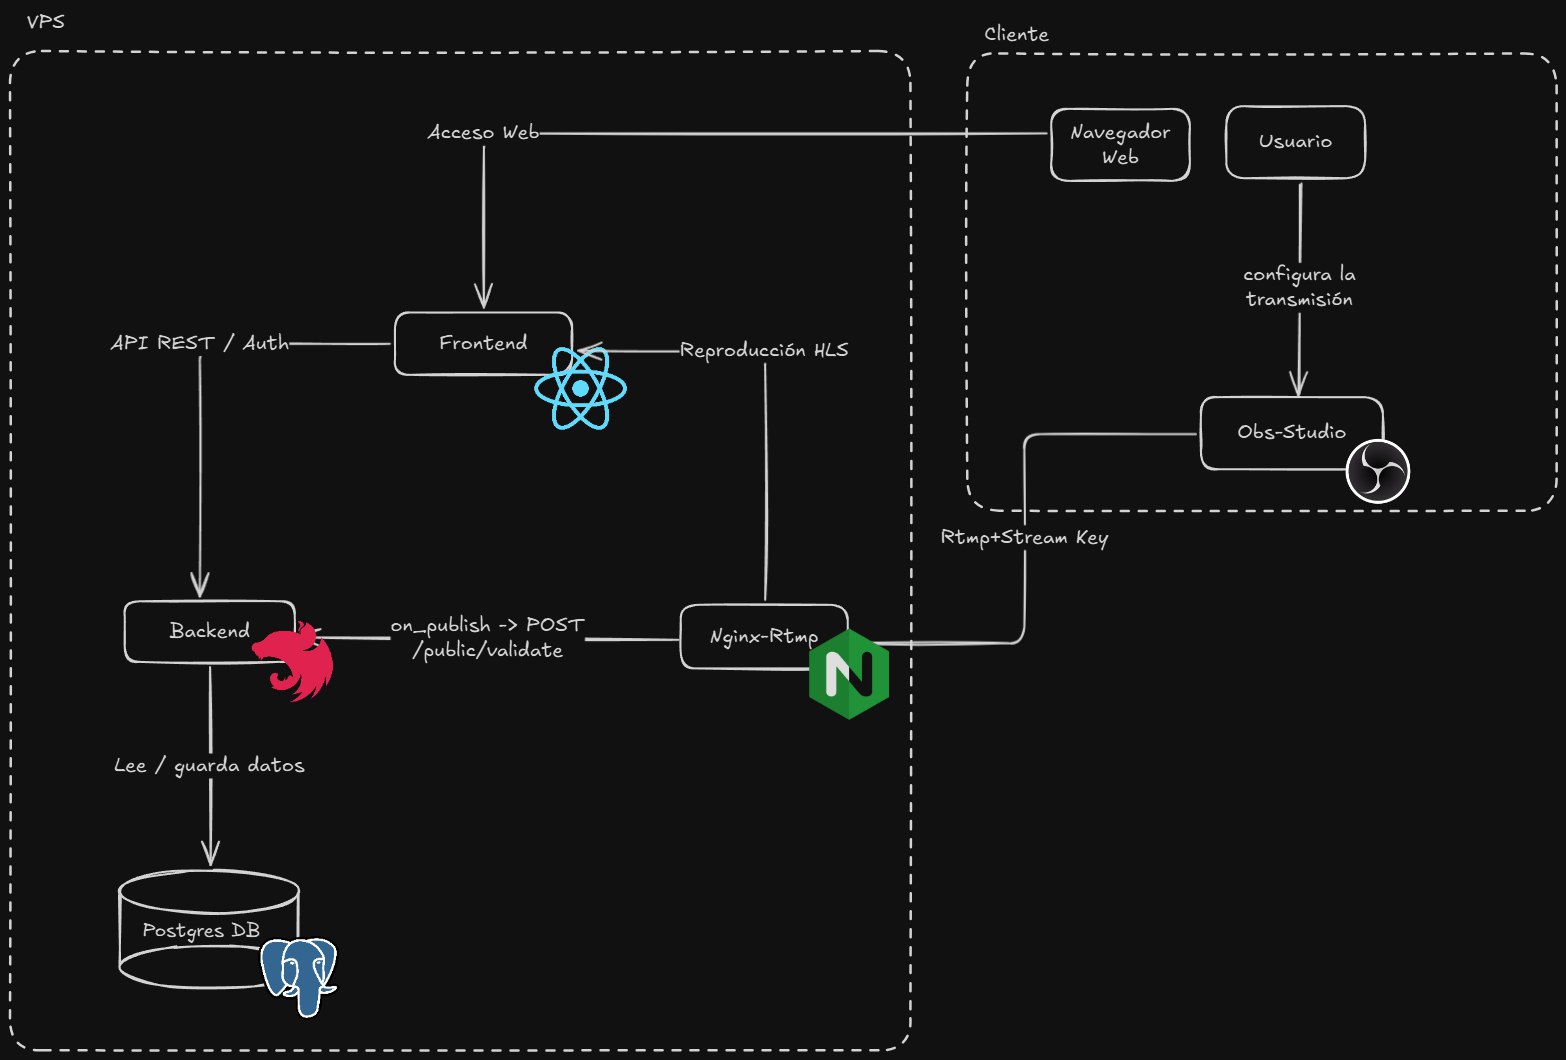 VPS
Cliente
Acceso Web
Navegador
Web
Usuario
configura la
transmisión
API REST / Auth
Frontend
Reproducción HLS
Obs-Studio
Rtmp+Stream Key
Backend
on_publish -> POST
/public/validate
Nginx-Rtmp
N
Lee / guarda datos
Postgres DB